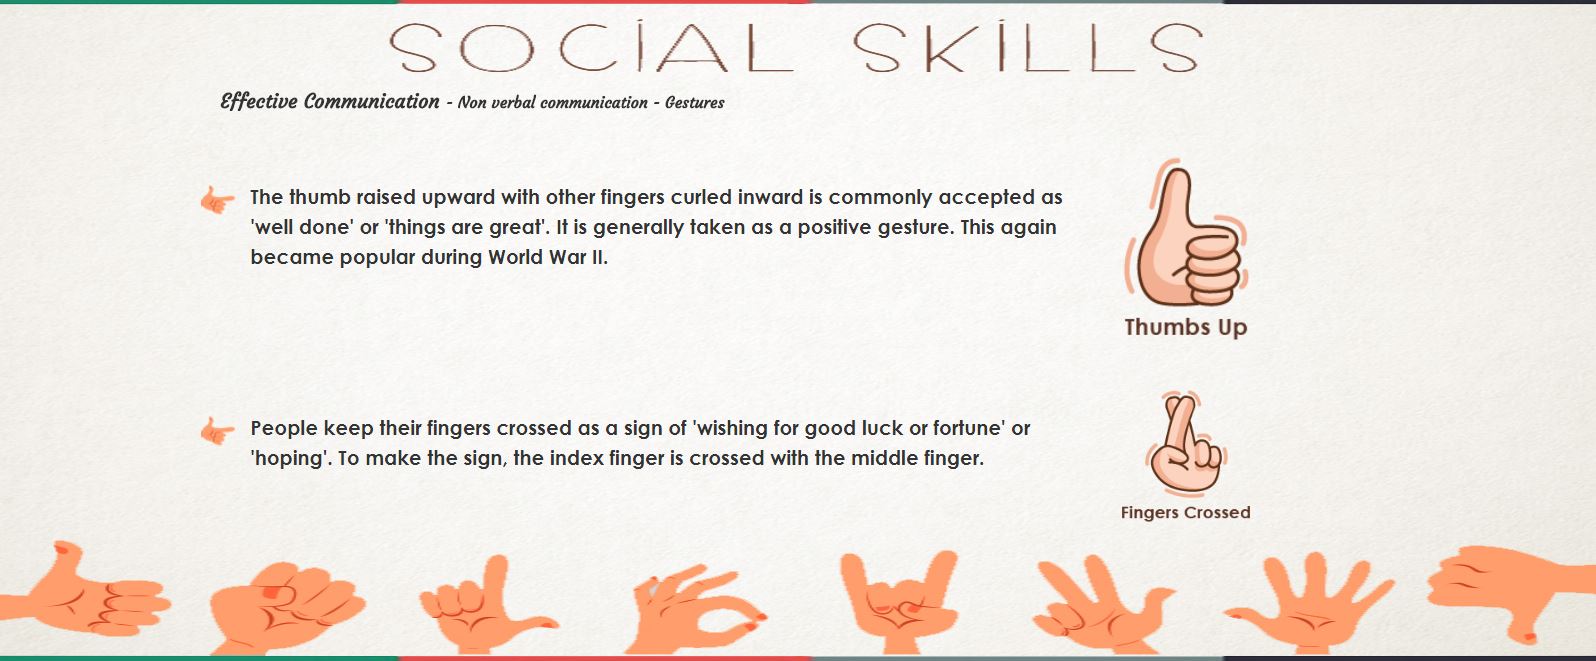 SOCiAL SKiLLS
Effective Communication - Non verbal communication - Gestures
The thumb raised upward with other fingers curled inward is commonly accepted as
'well done' or 'things are great'. It is generally taken as a positive gesture. This again
became popular during World War II.
Thumbs Up
People keep their fingers crossed as a sign of 'wishing for good luck or fortune' or
'hoping'. To make the sign, the index finger is crossed with the middle finger.
Fingers Crossed